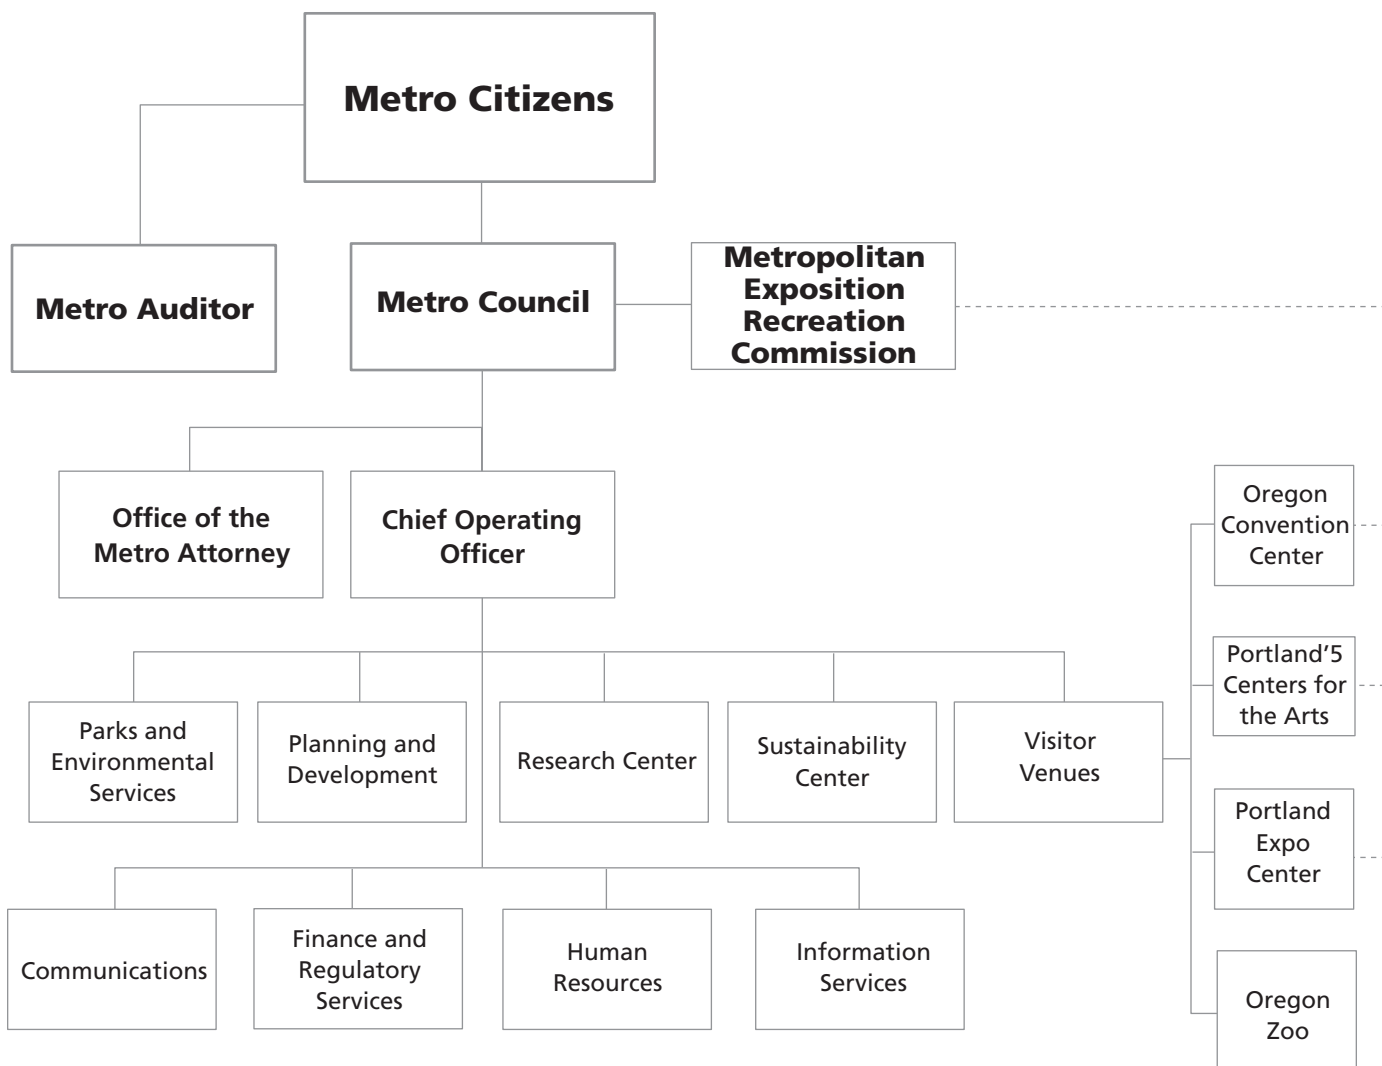 Metro Citizens
Metro Auditor
Metro Council
Metropolitan
Exposition
Recreation
Commission
Office of the
Metro Attorney
Chief Operating
Officer
Oregon
Convention
Center
Portland'5
Centers for
the Arts
Portland
Expo
Center
Oregon
Zoo
Parks and
Environmental
Services
Planning and
Development
Research Center
Sustainability
Center
Visitor
Venues
Communications
Finance and
Regulatory
Services
Human
Resources
Information
Services